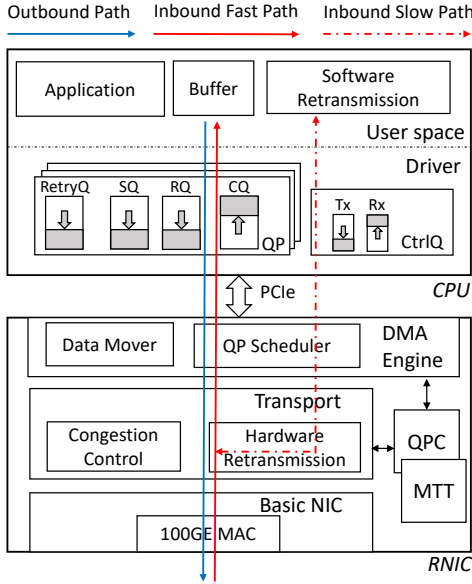 Outbound Path
Inbound Fast Path
Inbound Slow Path
Application
Buffer
Software
Retransmission
User space
Driver
RetryQ
SQ
RQ
CQ
QP
Tx
Rx
CtrlQ
CPU
PCIe
Data Mover
QP Scheduler
DMA
Engine
Transport
Congestion
Control
Hardware
Retransmission
QPC
MTT
Basic NIC
100GE MAC
RNIC